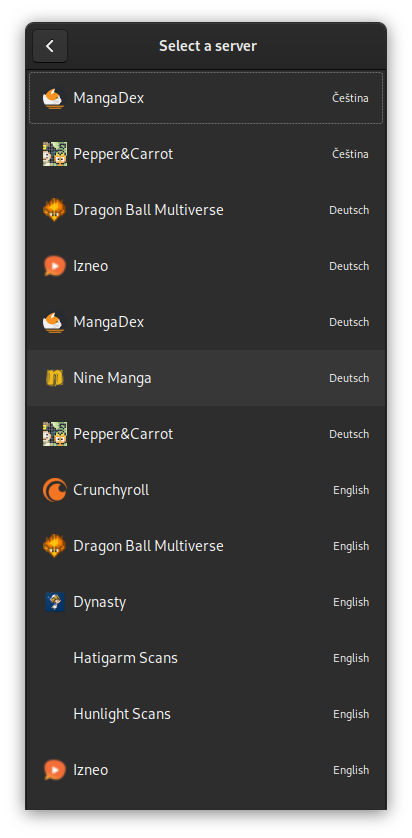 Select a server
MangaDex Čeština
Pepper&Carrot Čeština
Dragon Ball Multiverse Deutsch
Izneo Deutsch
MangaDex Deutsch
Nine Manga Deutsch
Pepper&Carrot Deutsch
Crunchyroll English
Dragon Ball Multiverse English
Dynasty English
Hatigarm Scans English
Hunlight Scans English
Izneo English